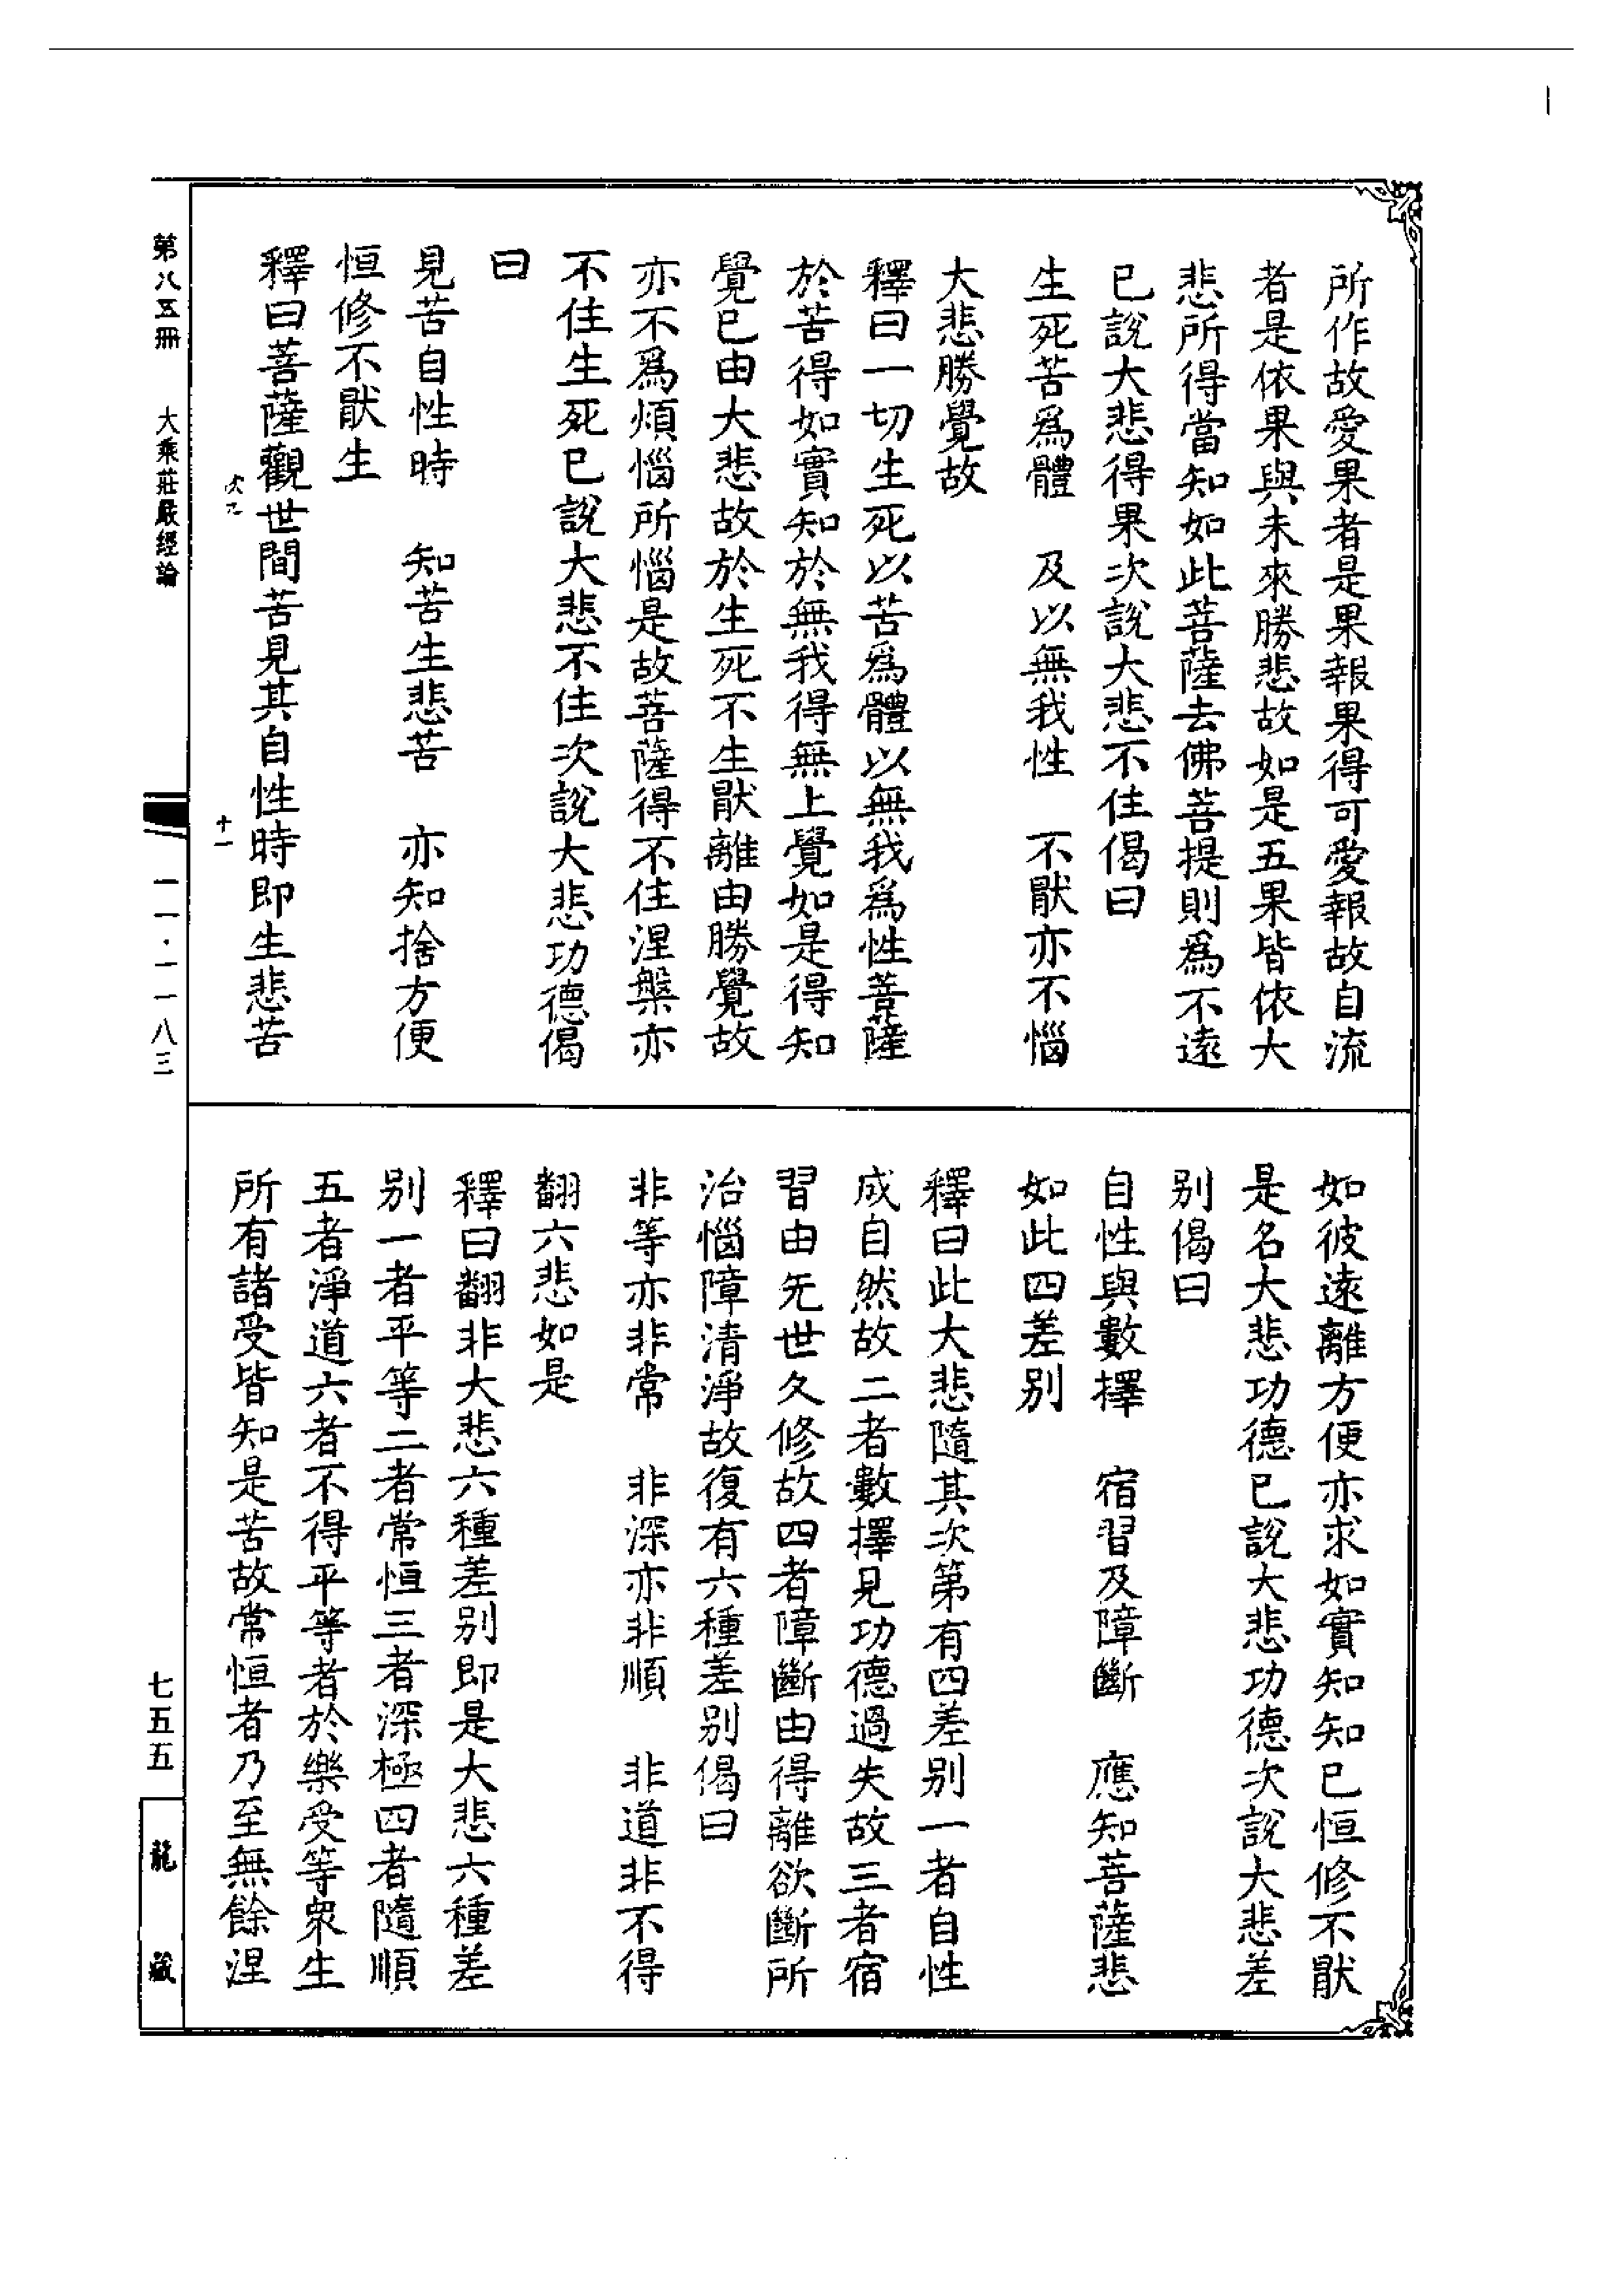 所作故愛果者是果報果得可愛報故自流
者是依果與未來勝悲故如是五果皆依大
悲所得當知如此菩薩去佛菩提則爲不遠
已說大悲得果次說大悲不住偈曰
生死苦爲體　及以無我性　不猒亦不惱
大悲勝覺故
釋曰一切生死以苦爲體以無我爲性菩薩
於苦得如實知於無我得無上覺如是得知
覺已由大悲故於生死不生猒離由勝覺故
亦不爲煩惱所惱是故菩薩得不住涅槃亦
不住生死已說大悲不住次說大悲功德偈
曰
見苦自性時　知苦生悲苦　亦知捨方便
恒修不猒生
釋曰菩薩觀世間苦見其自性時即生悲苦
如彼遠離方便亦求如實知知已恒修不猒
是名大悲功德已說大悲功德次說大悲差
别偈曰
自性與數擇　宿習及障斷　應知菩薩悲
如此四差别
釋曰此大悲隨其次第有四差别一者自性
成自然故二者數擇見功德過失故三者宿
習由先世久修故四者障斷由得離欲斷所
治惱障清淨故復有六種差别偈曰
非等亦非常　非深亦非順　非道非不得
翻六悲如是
釋曰翻非大悲六種差别即是大悲六種差
别一者平等二者常恒三者深極四者隨順
五者淨道六者不得平等者於樂受等衆生
所有諸受皆知是苦故常恒者乃至無餘涅
第八五冊　大乘莊嚴經論
十一
一一·一一八三
七五五
龍藏